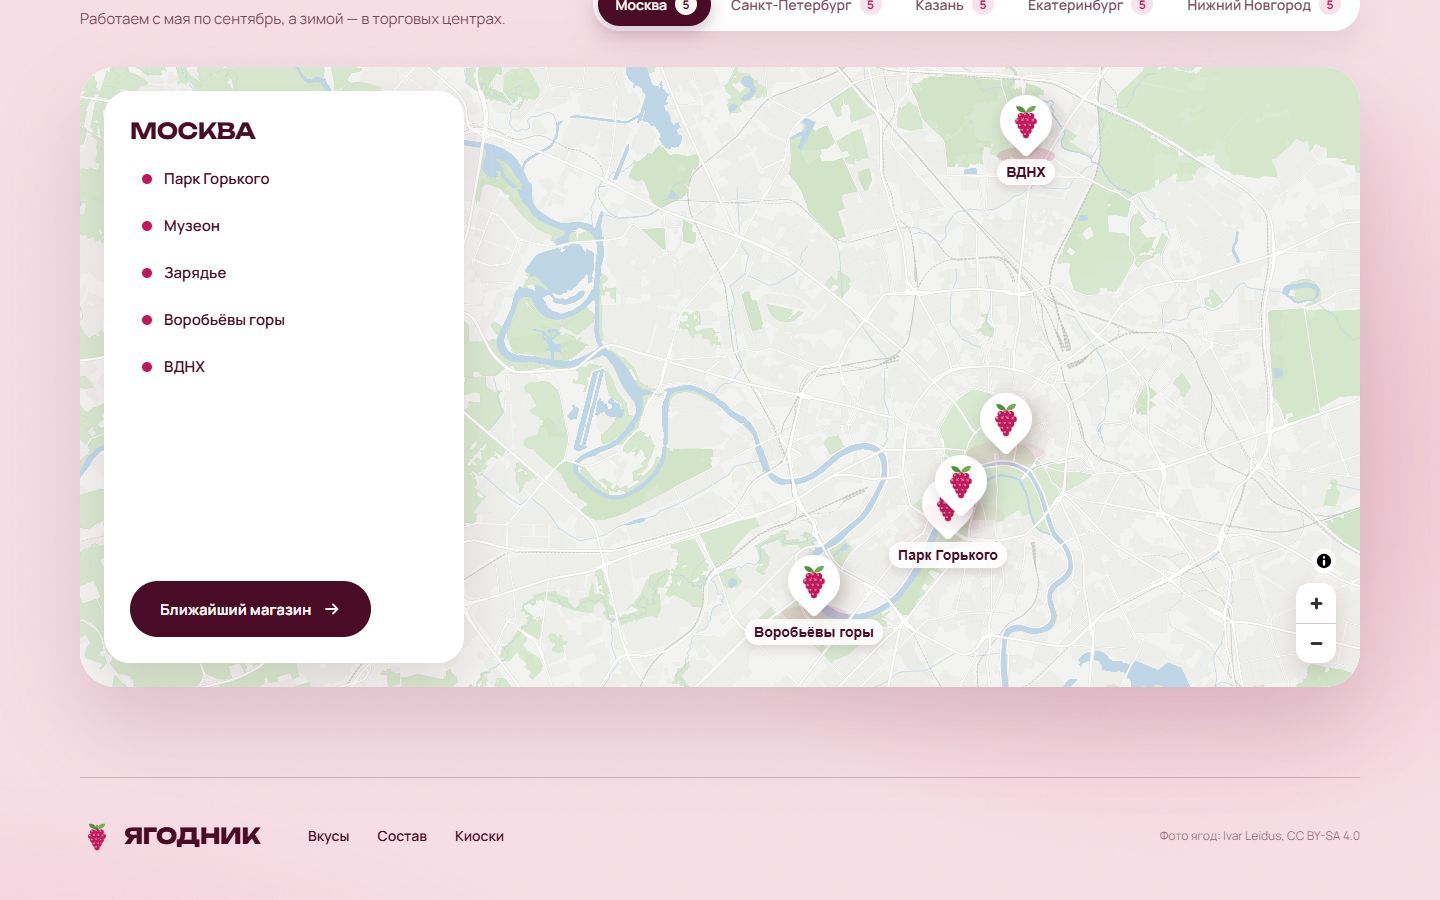 Работаем с мая по сентябрь, а зимой — в торговых центрах.
Москва 5
Санкт-Петербург 5
Казань 5
Екатеринбург 5
Нижний Новгород 5
МОСКВА
Парк Горького
Музеон
Зарядье
Воробьёвы горы
ВДНХ
Ближайший магазин →
ВДНХ
Парк Горького
Воробьёвы горы
+
−
ЯГОДНИК
Вкусы
Состав
Киоски
Фото ягод: Ivar Leidus, CC BY-SA 4.0